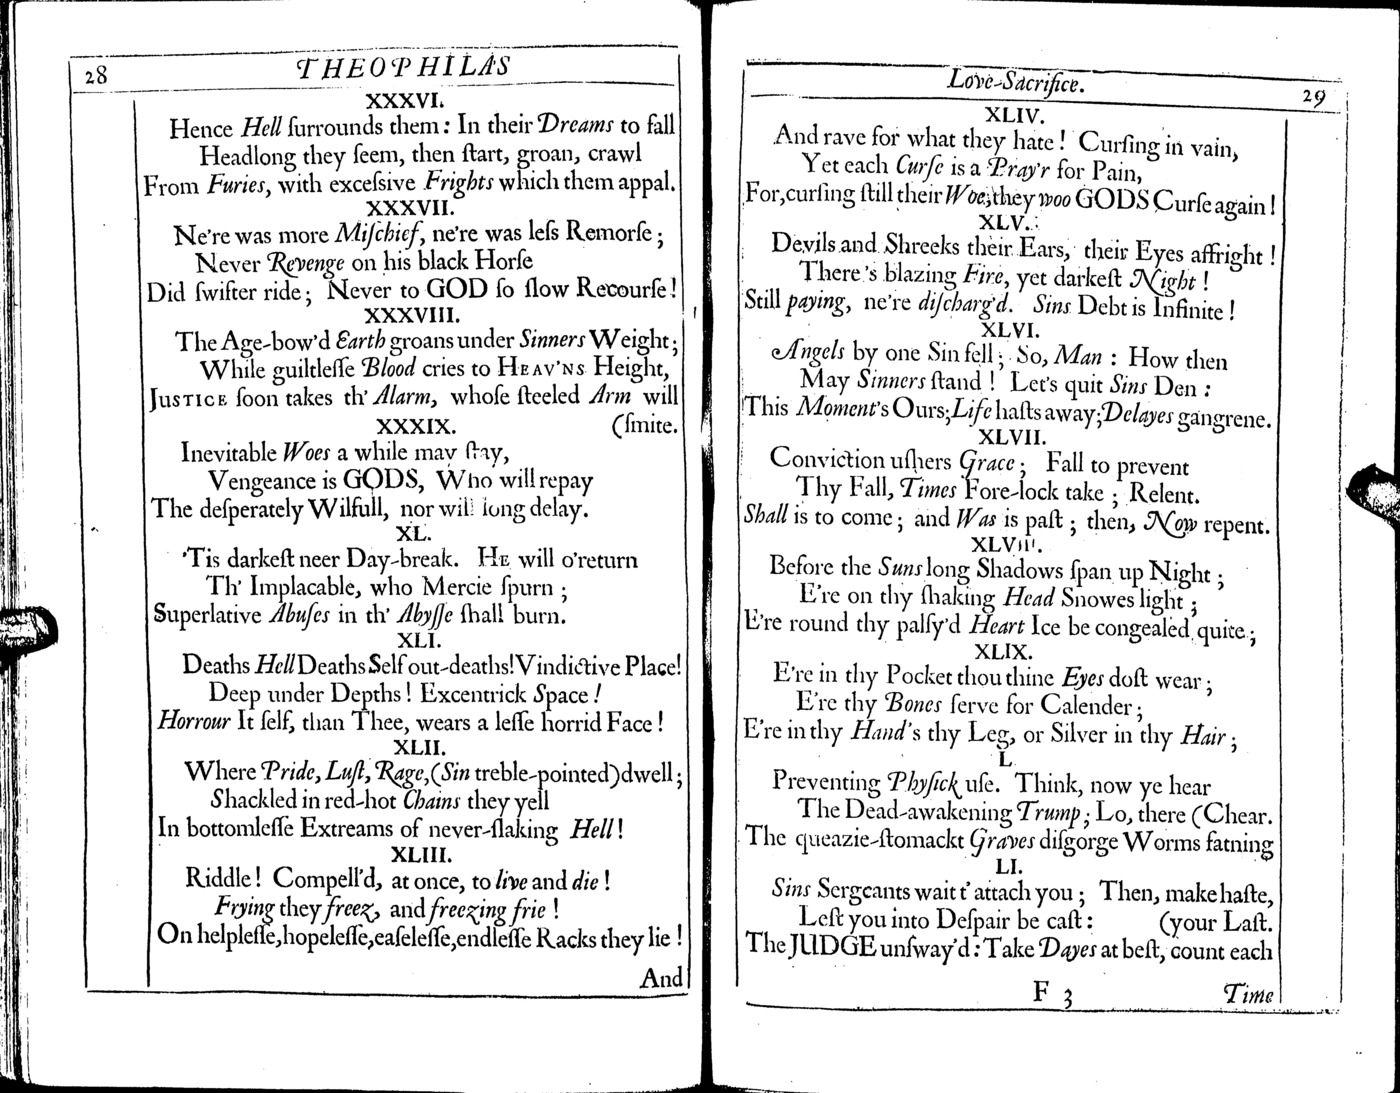 28
THEOPHILAS
XXXVI.
Hence Hell ſurrounds them: In their Dreams to fall
Headlong they ſeem, then ſtart, groan, crawl
From Furies, with exceſsive Frights which them appal.
XXXVII.
Ne're was more Miſchief, ne're was leſs Remorſe;
Never Revenge on his black Horſe
Did ſwifter ride; Never to GOD ſo ſlow Recourſe!
XXXVIII.
The Age-bow'd Earth groans under Sinners Weight;
While guiltleſſe Blood cries to HEAV'NS Height,
JUSTICE ſoon takes th' Alarm, whoſe ſteeled Arm will
XXXIX. (ſmite.
Inevitable Woes a while may ſtay,
Vengeance is GODS, Who will repay
The deſperately Wilfull, nor will long delay.
XL.
'Tis darkeſt neer Day-break. HE will o'return
Th' Implacable, who Mercie ſpurn;
Superlative Abuſes in th' Abyſſe ſhall burn.
XLI.
Deaths Hell Deaths Self out-deaths! Vindictive Place!
Deep under Depths! Excentrick Space!
Horrour It ſelf, than Thee, wears a leſſe horrid Face!
XLII.
Where Pride, Luſt, Rage, (Sin treble-pointed) dwell;
Shackled in red-hot Chains they yell
In bottomleſſe Extreams of never-ſlaking Hell!
XLIII.
Riddle! Compell'd, at once, to live and die!
Frying they freez, and freezing frie!
On helpleſſe, hopeleſſe, eaſeleſſe, endleſſe Racks they lie!
And
Love-Sacrifice.
29
XLIV.
And rave for what they hate! Curſing in vain,
Yet each Curſe is a Pray'r for Pain,
For, curſing ſtill their Woe; they woo GODS Curſe again!
XLV.
Devils and Shreeks their Ears, their Eyes affright!
There's blazing Fire, yet darkeſt Night!
Still paying, ne're diſcharg'd. Sins Debt is Infinite!
XLVI.
Angels by one Sin fell; So, Man: How then
May Sinners ſtand! Let's quit Sins Den:
This Moment's Ours; Life haſts away; Delayes gangrene.
XLVII.
Conviction uſhers Grace; Fall to prevent
Thy Fall, Times Fore-lock take; Relent.
Shall is to come; and Was is paſt; then, Now repent.
XLVIII.
Before the Suns long Shadows ſpan up Night;
E're on thy ſhaking Head Snowes light;
E're round thy palſy'd Heart Ice be congealed quite;
XLIX.
E're in thy Pocket thou thine Eyes doſt wear;
E're thy Bones ſerve for Calender;
E're in thy Hand's thy Leg, or Silver in thy Hair;
L.
Preventing Phyſick uſe. Think, now ye hear
The Dead-awakening Trump; Lo, there (Chear.
The queazie-ſtomackt Graves diſgorge Worms fatning
LI.
Sins Sergeants wait t' attach you; Then, make haſte,
Leſt you into Deſpair be caſt: (your Laſt.
The JUDGE unſway'd: Take Dayes at beſt, count each
F 3
Time